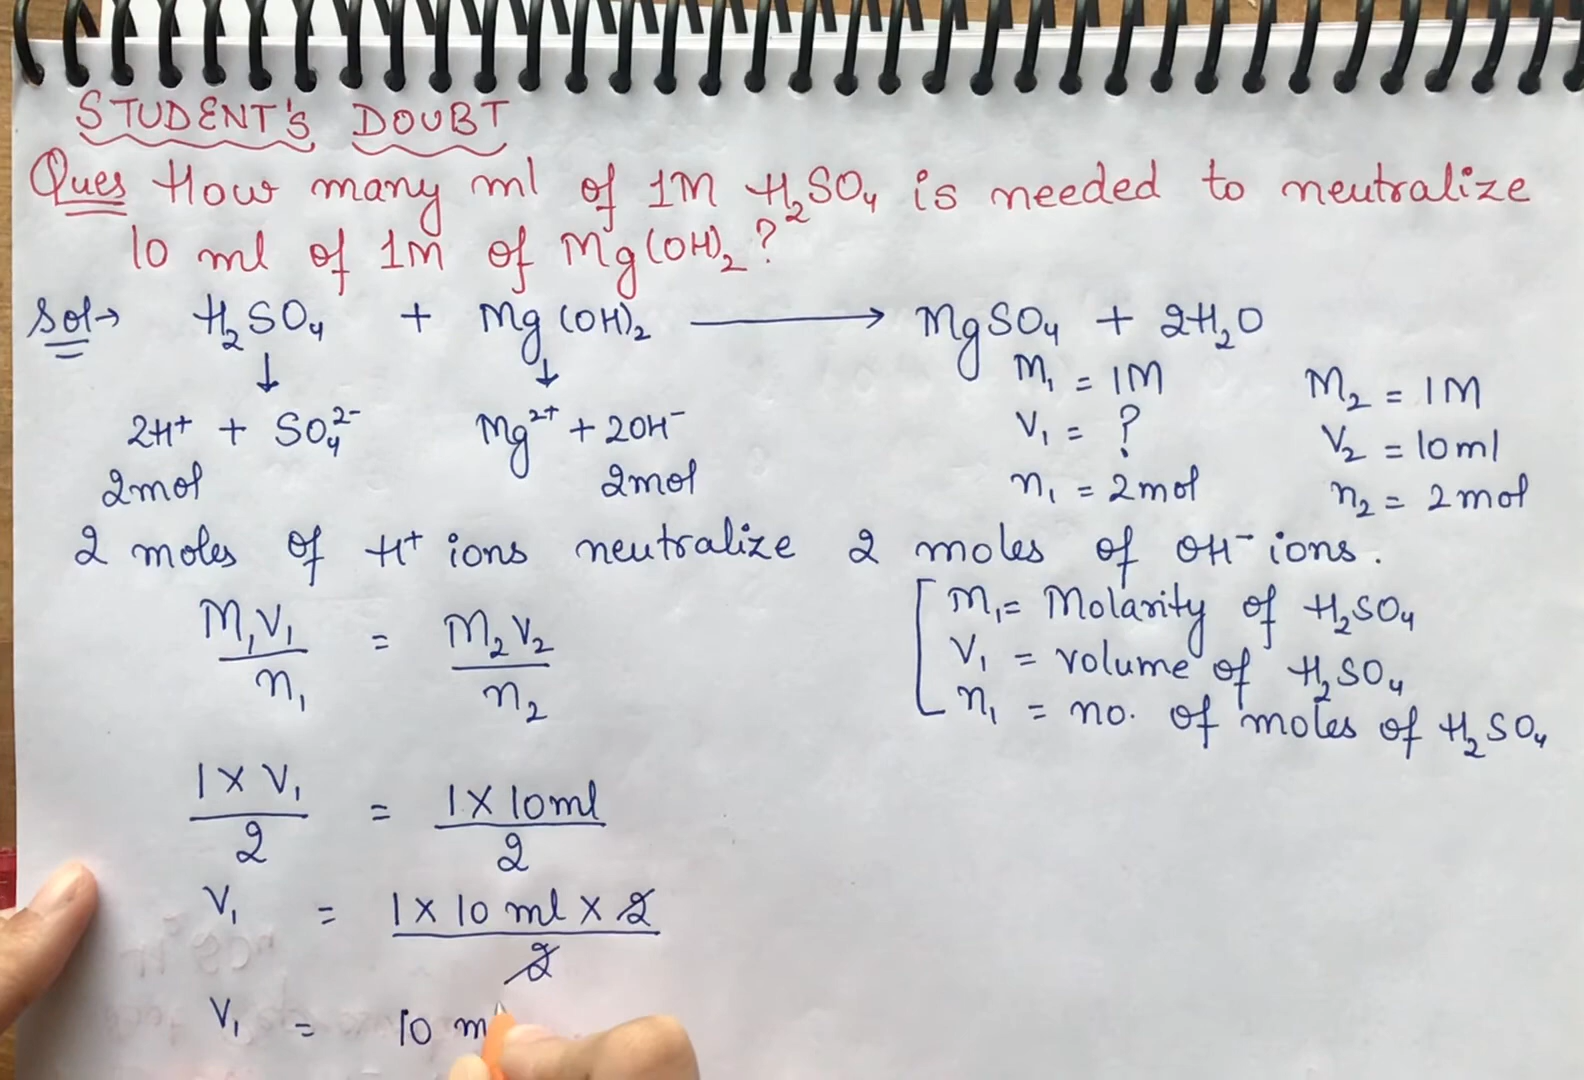 STUDENT'S DOUBT
Ques How many ml of 1M H₂SO₄ is needed to neutralize
10 ml of 1M of Mg(OH)₂?
Sol→ H₂SO₄ + Mg(OH)₂ ⟶ MgSO₄ + 2H₂O
↓ ↓
M₁ = 1M M₂ = 1M
2H⁺ + SO₄²⁻ Mg²⁺ + 2OH⁻ V₁ = ? V₂ = 10ml
2mol 2mol n₁ = 2mol n₂ = 2mol
2 moles of H⁺ ions neutralize 2 moles of OH⁻ ions.
M₁V₁/n₁ = M₂V₂/n₂
[M₁ = Molarity of H₂SO₄
V₁ = volume of H₂SO₄
n₁ = no. of moles of H₂SO₄
1 × V₁/2 = 1 × 10ml/2
V₁ = 1 × 10 ml × 2/2
V₁ = 10 m